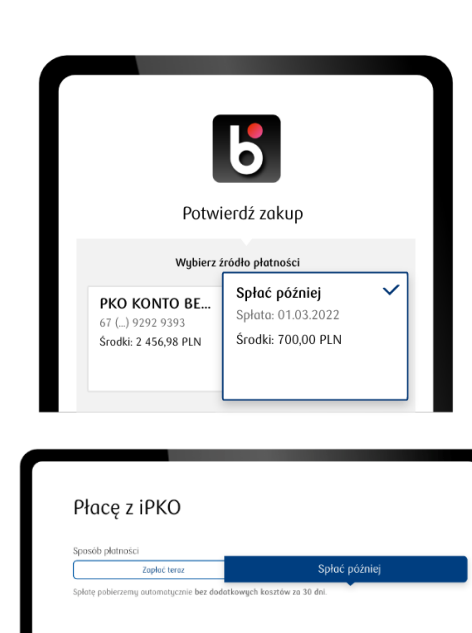 b
Potwierdź zakup
Wybierz źródło płatności
PKO KONTO BE...
67 (...) 9292 9393
Środki: 2 456,98 PLN
Spłać później
Spłata: 01.03.2022
Środki: 700,00 PLN
Płacę z iPKO
Sposób płatności
Zapłać teraz
Spłać później
Spłatę pobierzemy automatycznie bez dodatkowych kosztów za 30 dni.